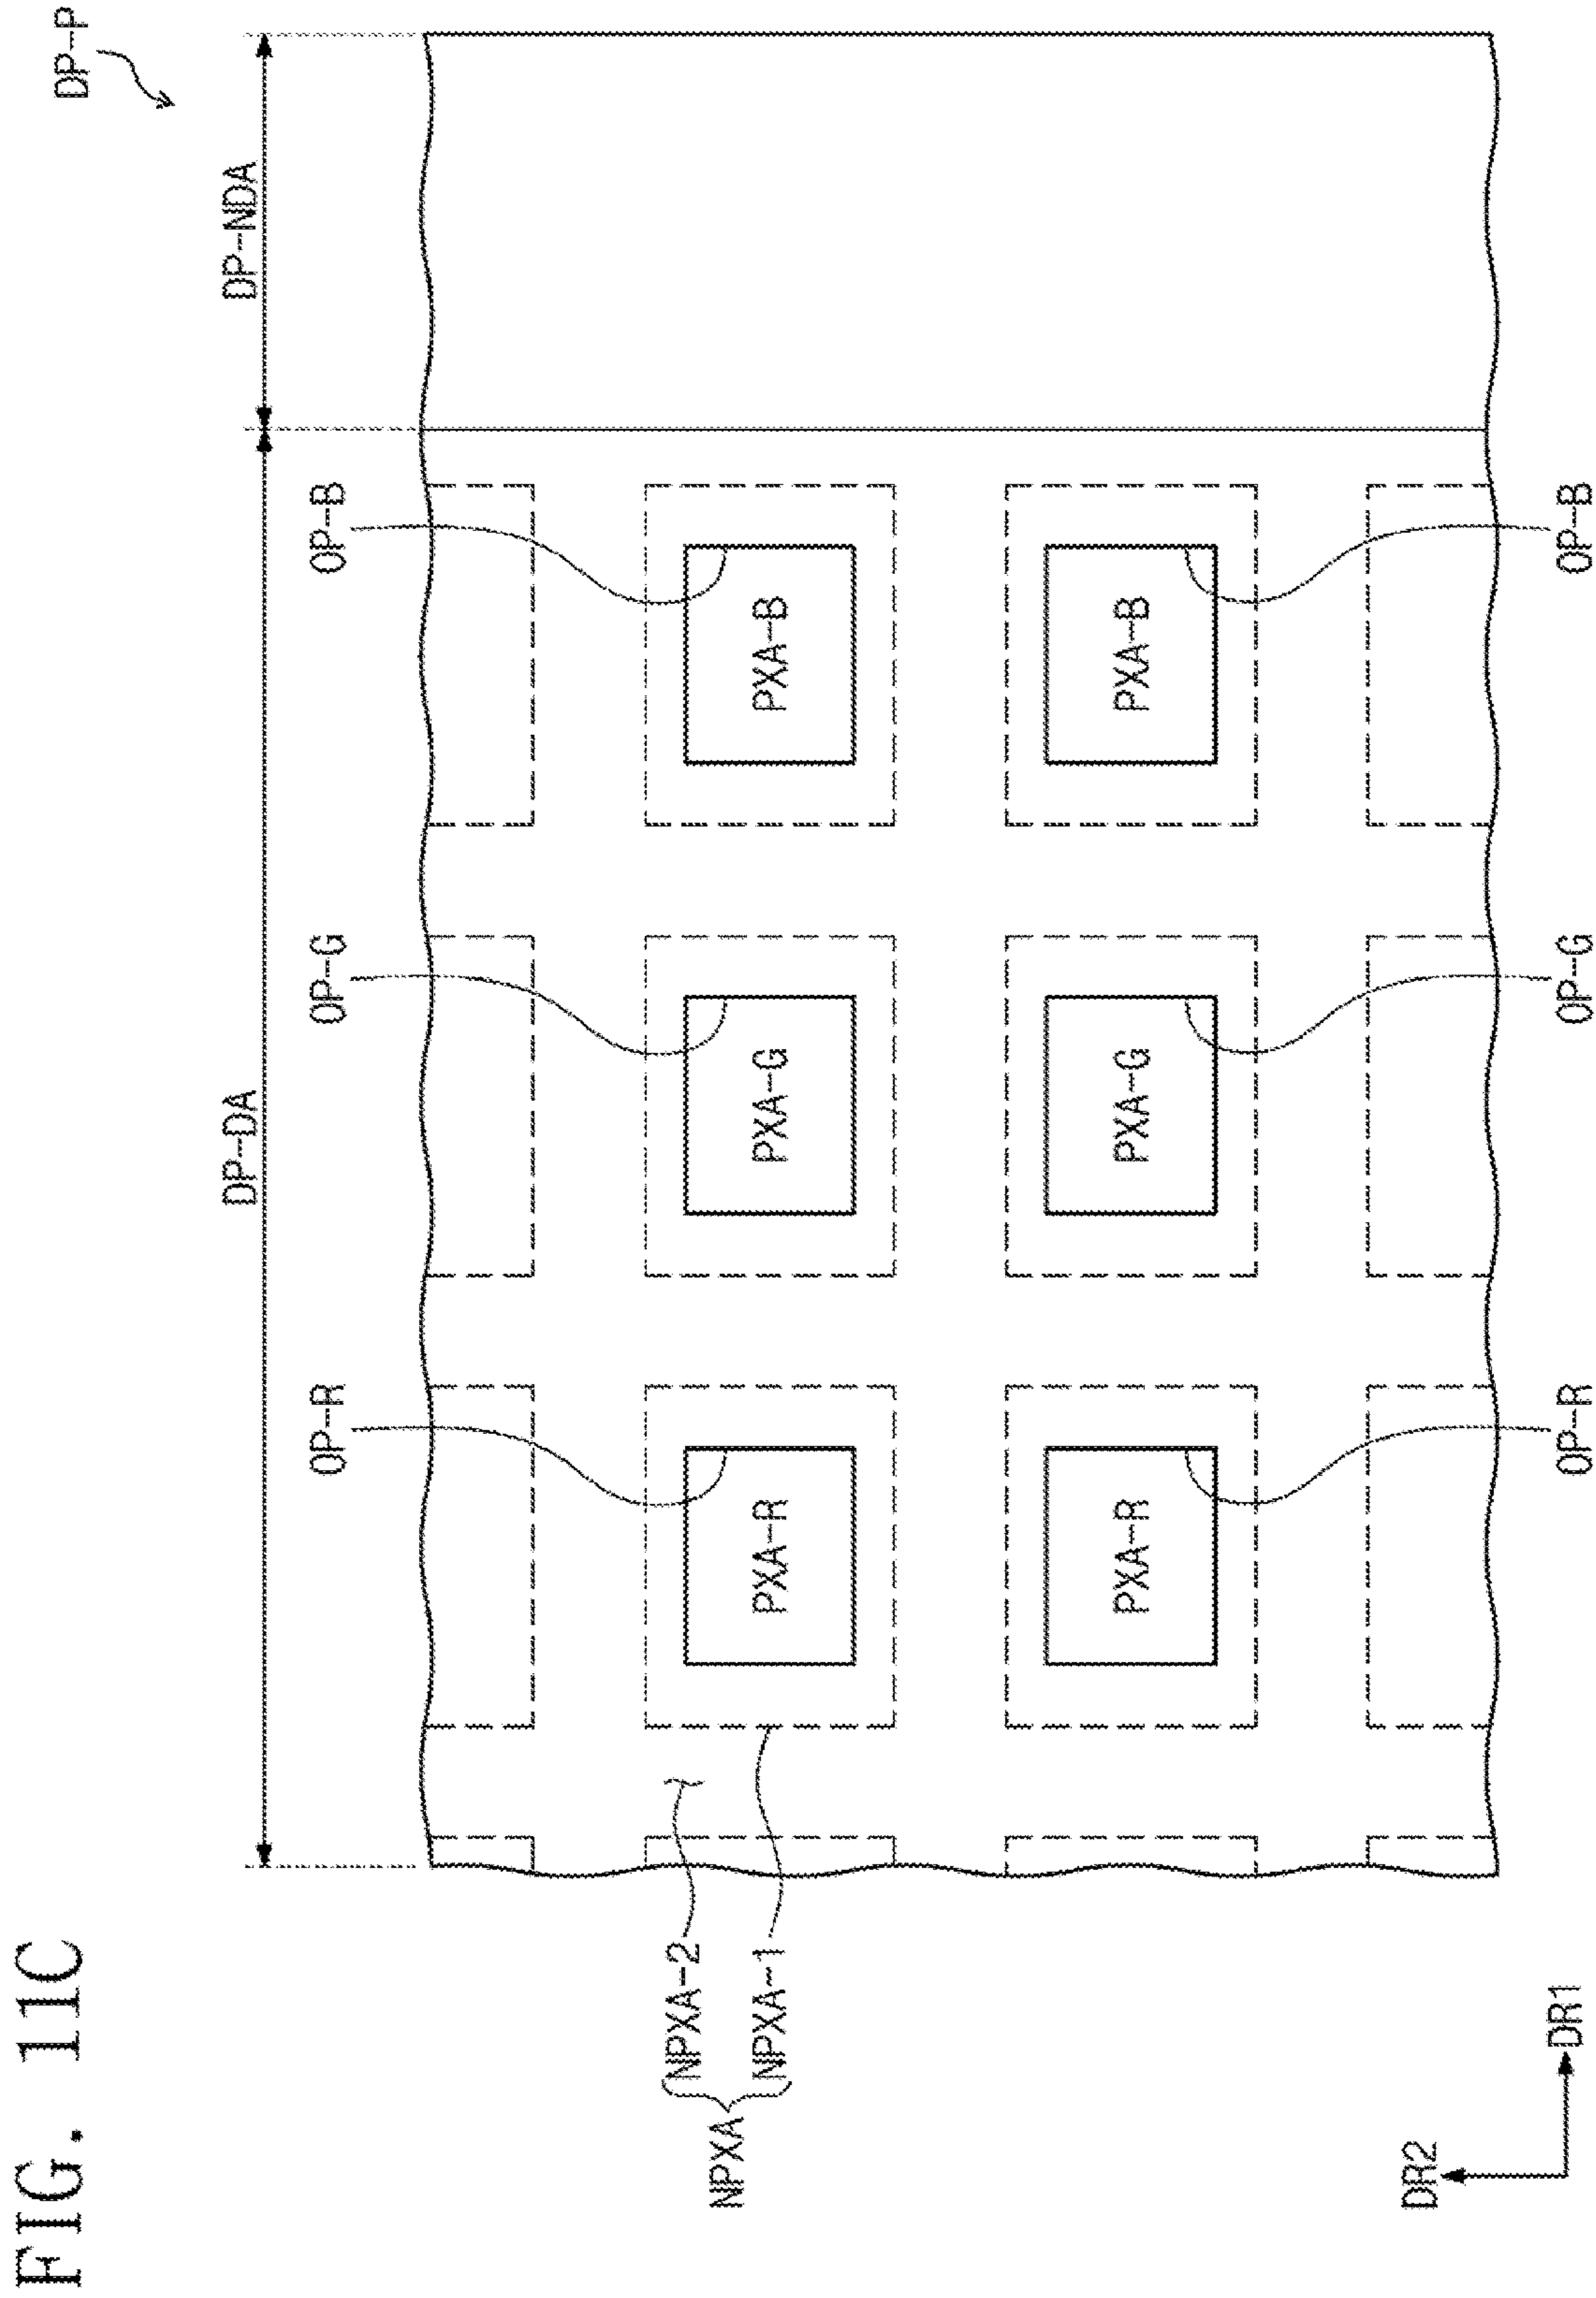 FIG. 11C
DP-P
DP-DA
DP-NDA
OP-R
OP-G
OP-B
NPXA
NPXA-2
NPXA-1
PXA-R
PXA-G
PXA-B
PXA-R
PXA-G
PXA-B
OP-R
OP-G
OP-B
DR2
DR1